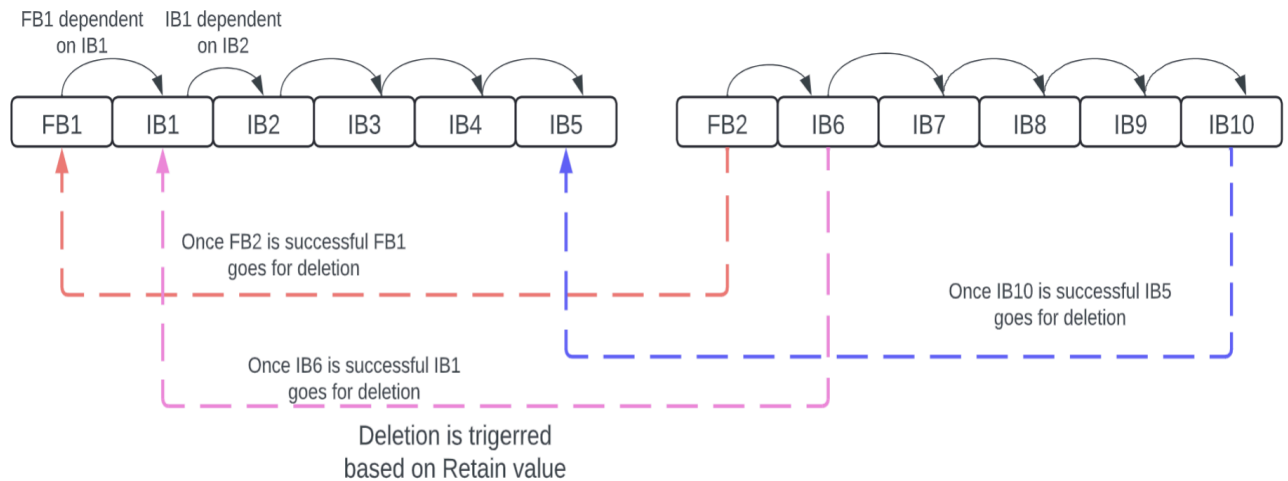 FB1 dependent
on IB1
IB1 dependent
on IB2
FB1
IB1
IB2
IB3
IB4
IB5
FB2
IB6
IB7
IB8
IB9
IB10
Once FB2 is successful FB1
goes for deletion
Once IB10 is successful IB5
goes for deletion
Once IB6 is successful IB1
goes for deletion
Deletion is trigerred
based on Retain value